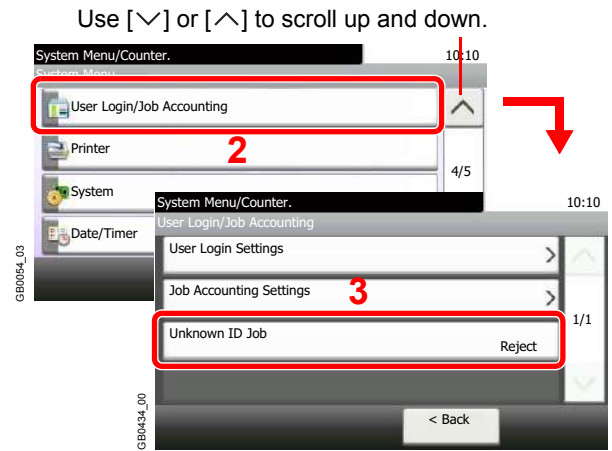 Use [∨] or [∧] to scroll up and down.
System Menu/Counter.
10:10
System Menu
User Login/Job Accounting
Printer
2
4/5
System
Date/Timer
GB0054_03
System Menu/Counter.
10:10
User Login/Job Accounting
User Login Settings
Job Accounting Settings
3
1/1
Unknown ID Job
Reject
< Back
GB0434_00